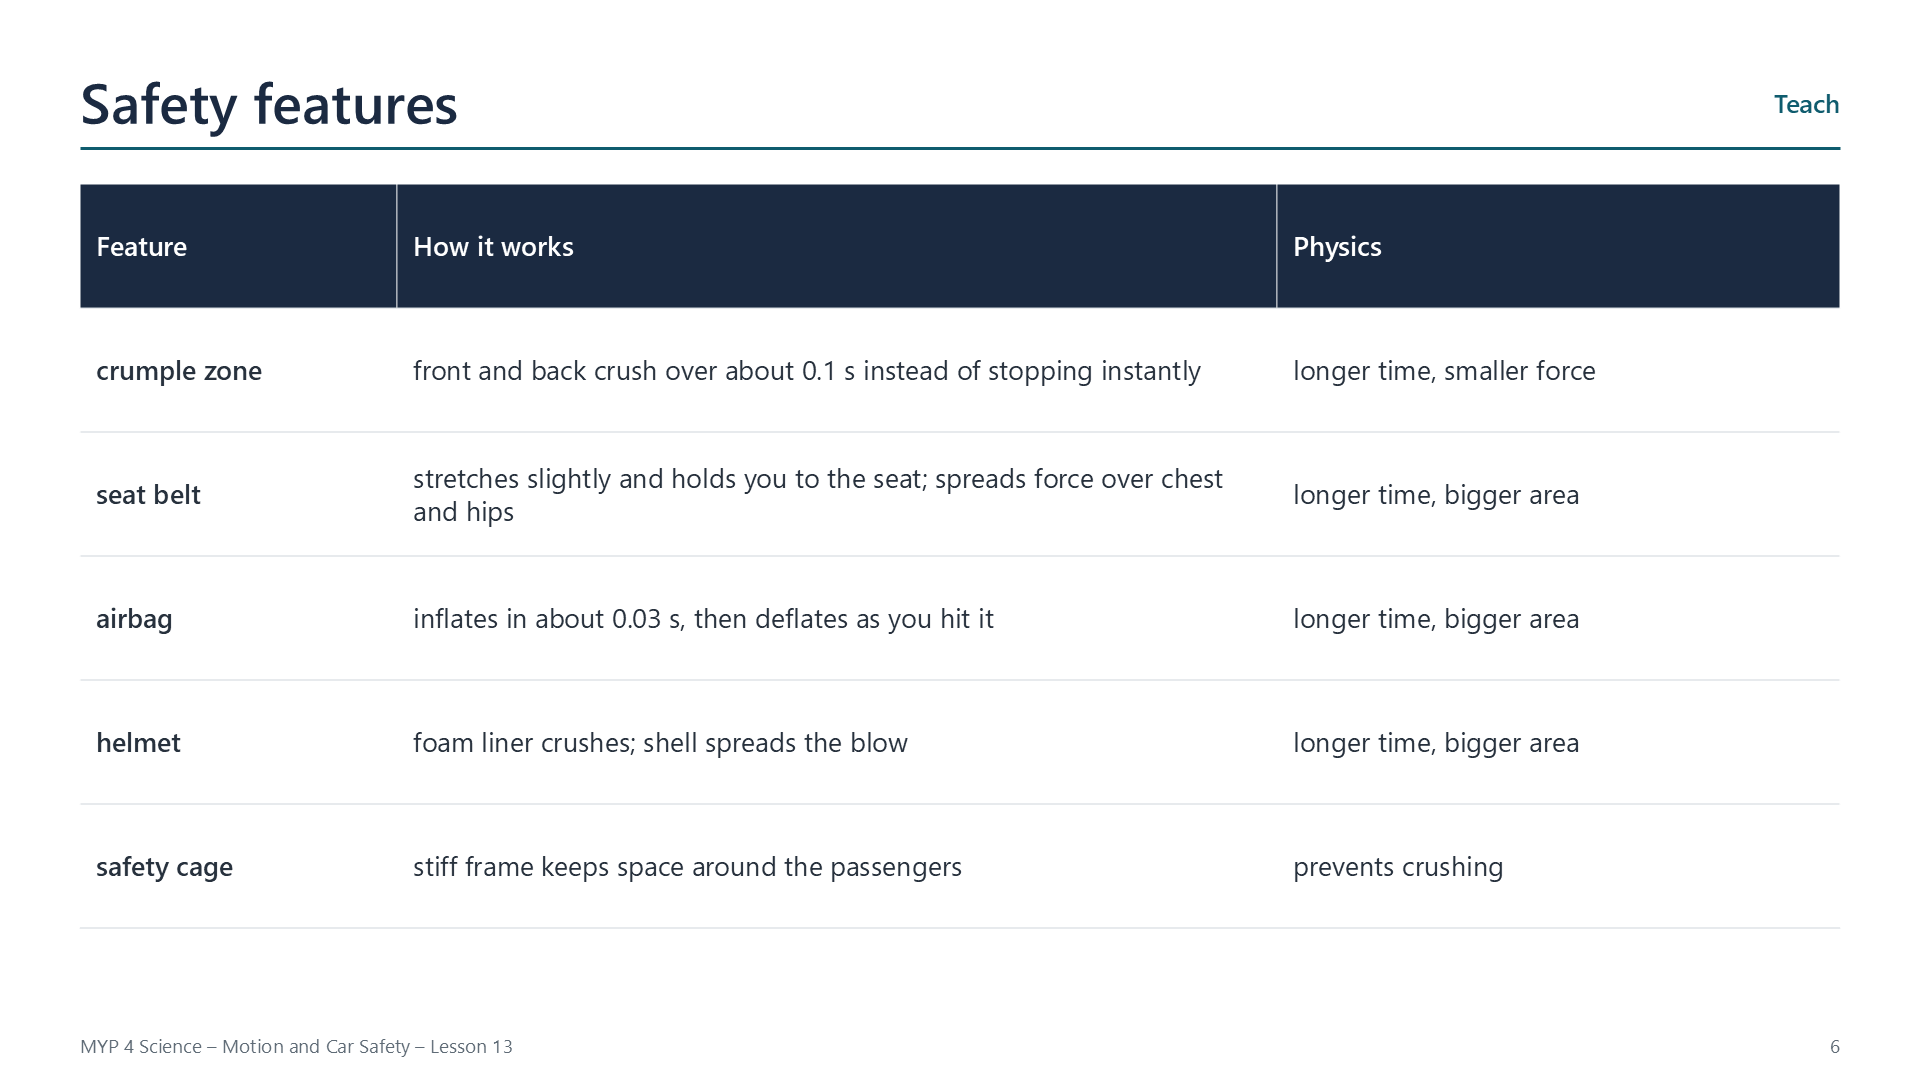 Safety features
Teach
Feature
How it works
Physics
crumple zone
front and back crush over about 0.1 s instead of stopping instantly
longer time, smaller force
seat belt
stretches slightly and holds you to the seat; spreads force over chest
and hips
longer time, bigger area
airbag
inflates in about 0.03 s, then deflates as you hit it
longer time, bigger area
helmet
foam liner crushes; shell spreads the blow
longer time, bigger area
safety cage
stiff frame keeps space around the passengers
prevents crushing
MYP 4 Science – Motion and Car Safety – Lesson 13
6